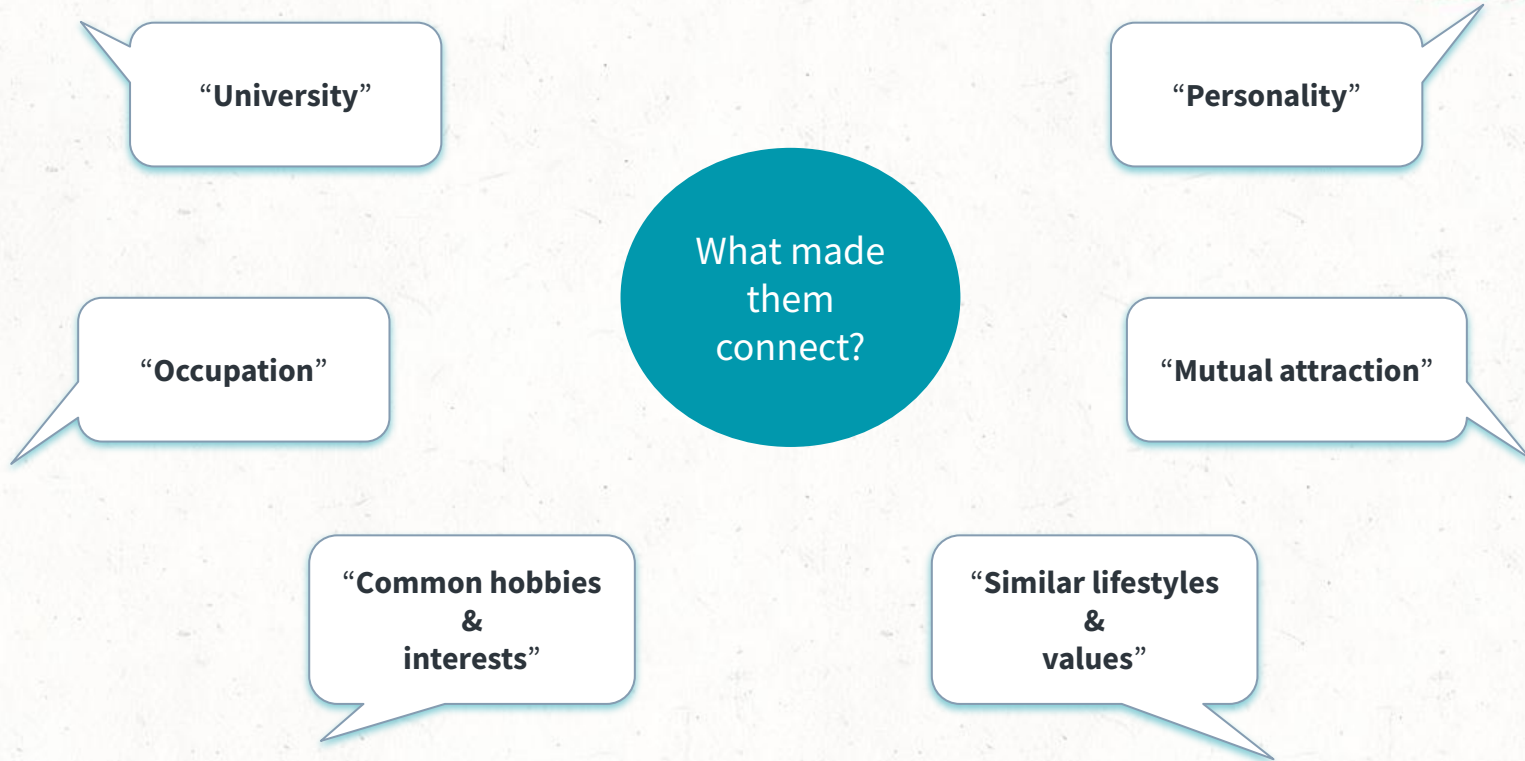 “University”
“Personality”
What made
them
connect?
“Occupation”
“Mutual attraction”
“Common hobbies
&
interests”
“Similar lifestyles
&
values”